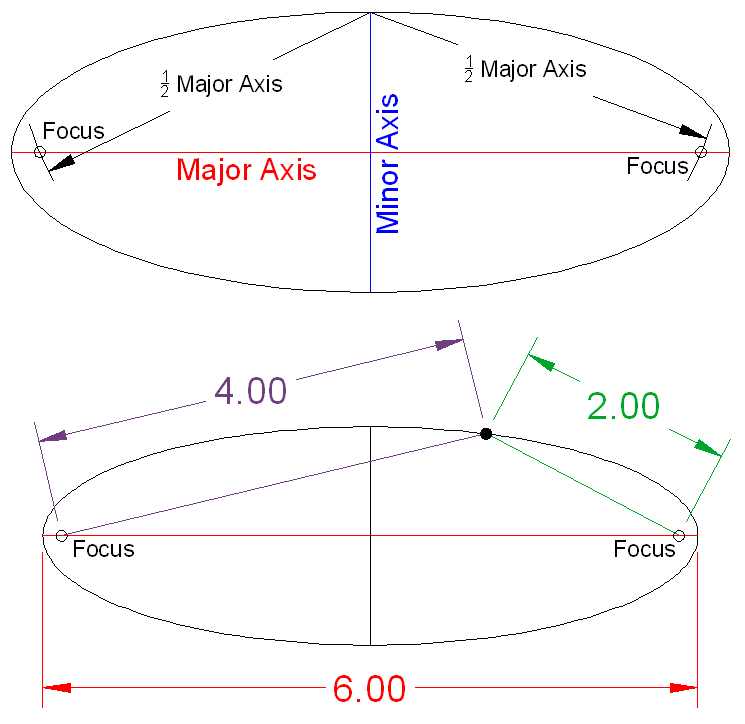 ½ Major Axis
½ Major Axis
Focus
Minor Axis
Major Axis
Focus
4.00
2.00
Focus
Focus
6.00